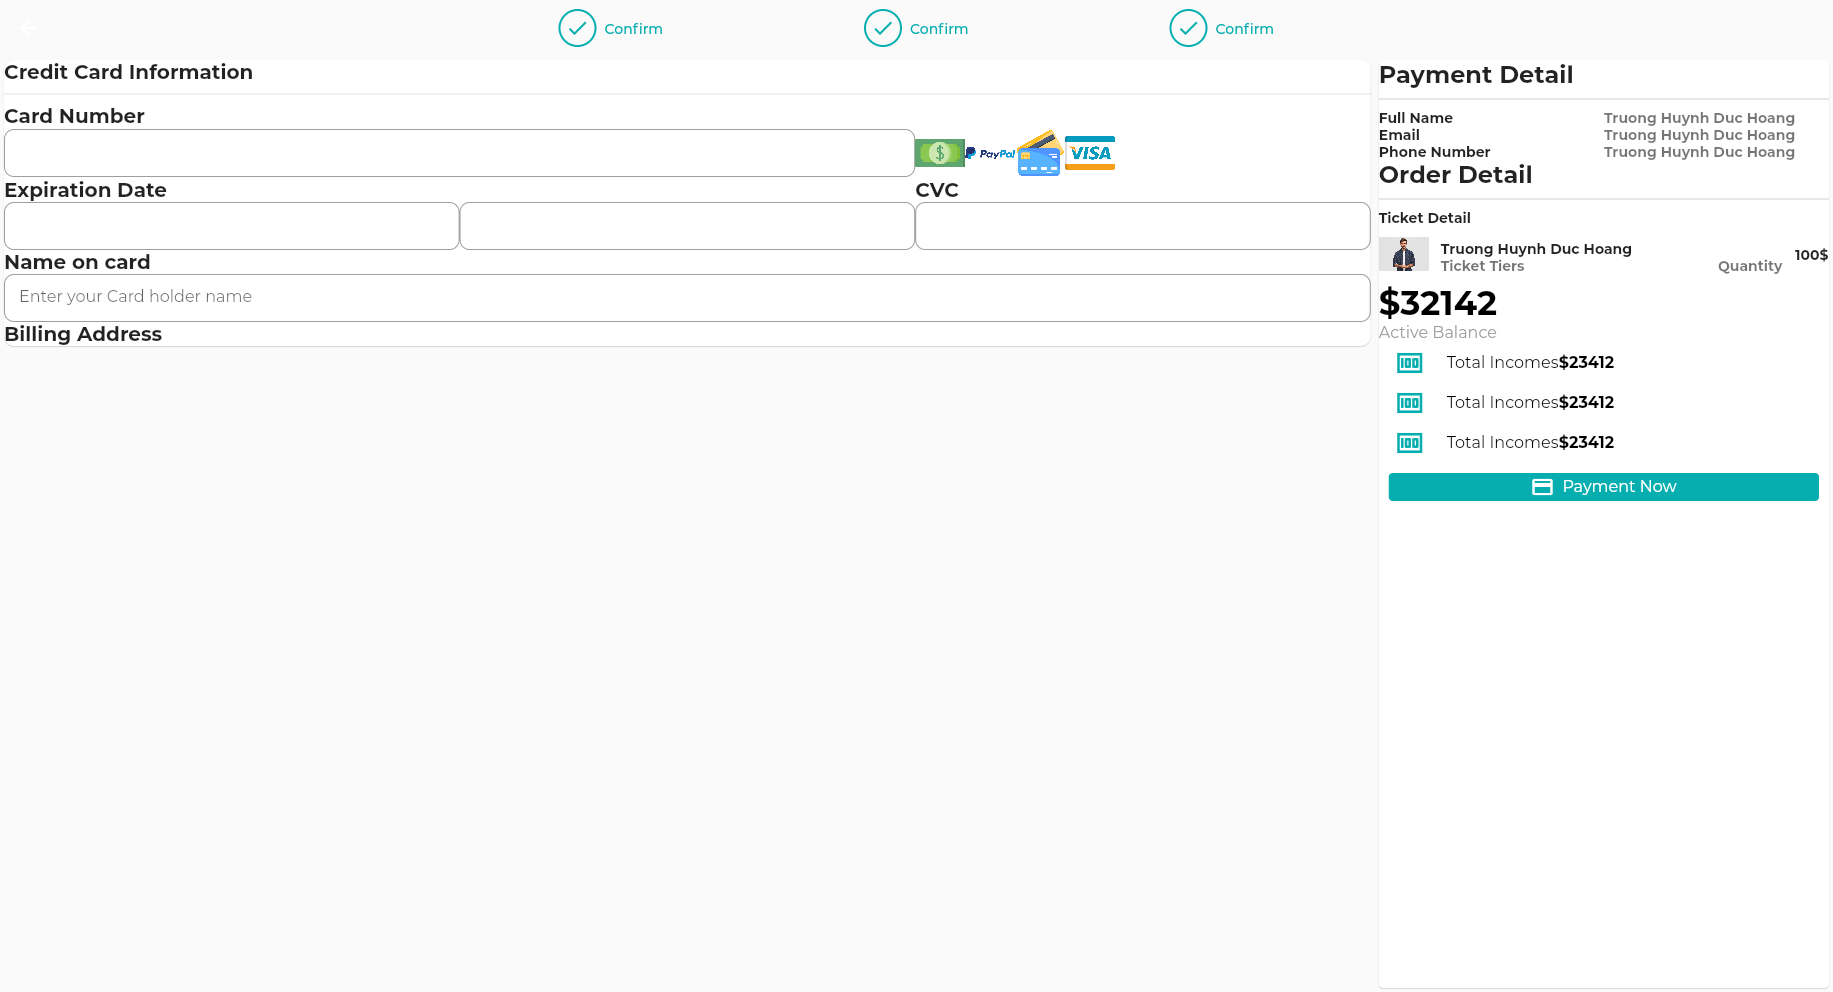 Confirm Confirm Confirm
Credit Card Information
Card Number
PayPal VISA
Expiration Date CVC
Name on card
Enter your Card holder name
Billing Address
Payment Detail
Full Name Truong Huynh Duc Hoang
Email Truong Huynh Duc Hoang
Phone Number Truong Huynh Duc Hoang
Order Detail
Ticket Detail
Truong Huynh Duc Hoang 100$
Ticket Tiers Quantity
$32142
Active Balance
100 Total Incomes$23412
100 Total Incomes$23412
100 Total Incomes$23412
Payment Now